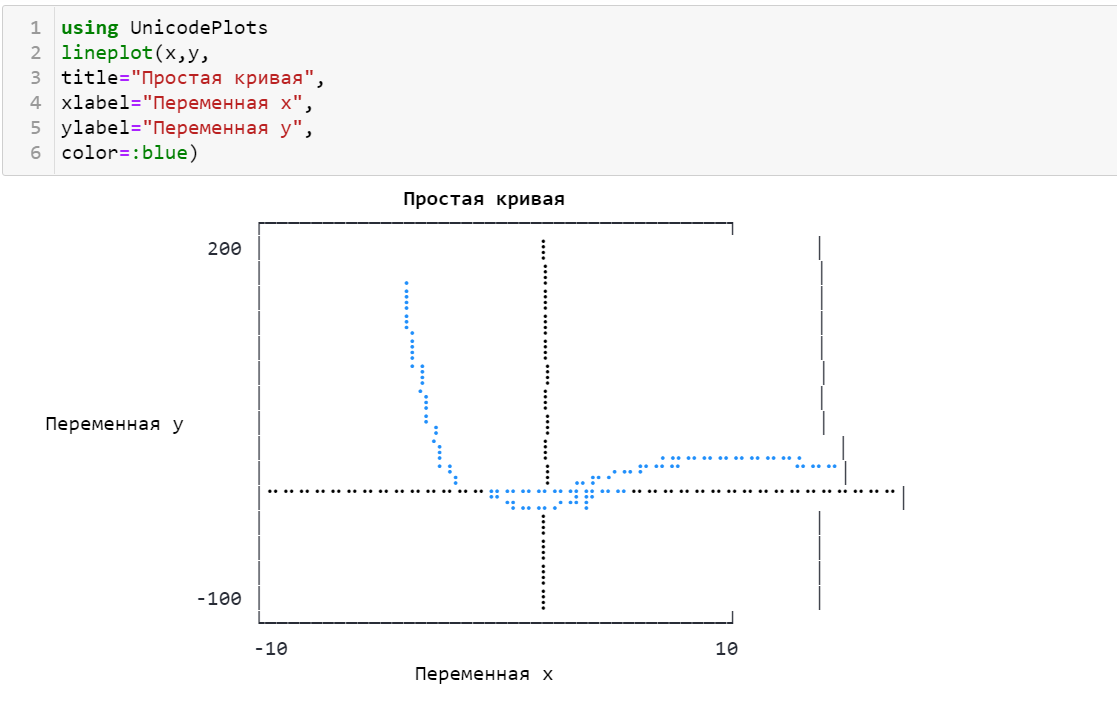 1 using UnicodePlots
2 lineplot(x,y,
3 title="Простая кривая",
4 xlabel="Переменная x",
5 ylabel="Переменная y",
6 color=:blue)
Простая кривая
200
Переменная y
-100
-10 10
Переменная x